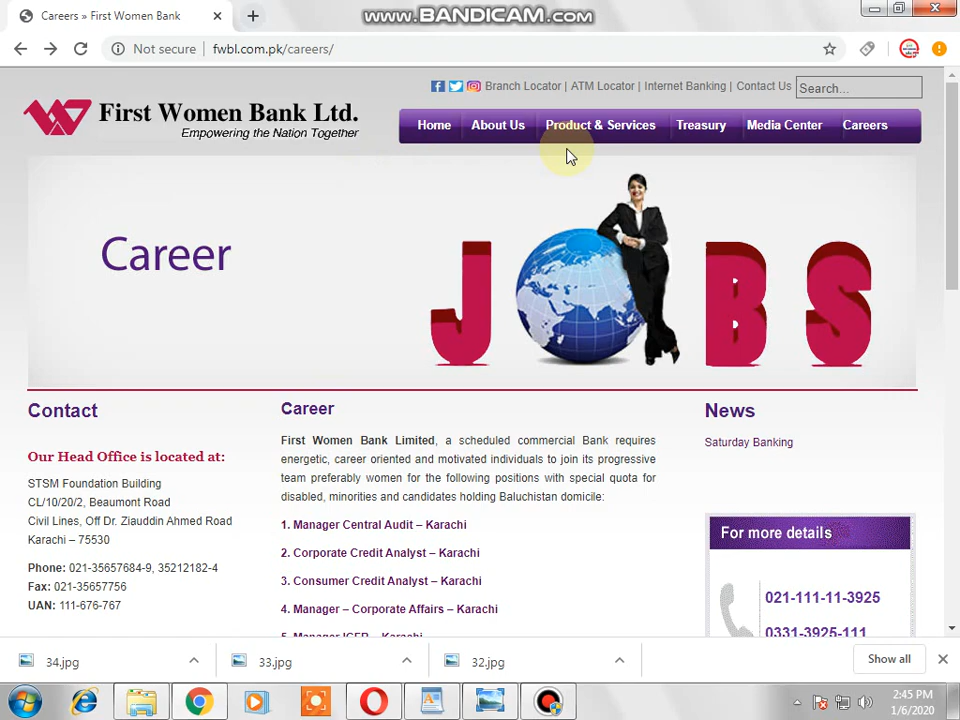 Careers » First Women Bank
www.BANDICAM.com
Not secure | fwbl.com.pk/careers/
Branch Locator | ATM Locator | Internet Banking | Contact Us
Search...
First Women Bank Ltd.
Empowering the Nation Together
Home About Us Product & Services Treasury Media Center Careers
Career
JOBS
Contact
Our Head Office is located at:
STSM Foundation Building
CL/10/20/2, Beaumont Road
Civil Lines, Off Dr. Ziauddin Ahmed Road
Karachi – 75530
Phone: 021-35657684-9, 35212182-4
Fax: 021-35657756
UAN: 111-676-767
Career
First Women Bank Limited, a scheduled commercial Bank requires
energetic, career oriented and motivated individuals to join its progressive
team preferably women for the following positions with special quota for
disabled, minorities and candidates holding Baluchistan domicile:
1. Manager Central Audit – Karachi
2. Corporate Credit Analyst – Karachi
3. Consumer Credit Analyst – Karachi
4. Manager – Corporate Affairs – Karachi
News
Saturday Banking
For more details
021-111-11-3925
0331-3925-111
34.jpg
33.jpg
32.jpg
Show all
2:45 PM
1/6/2020